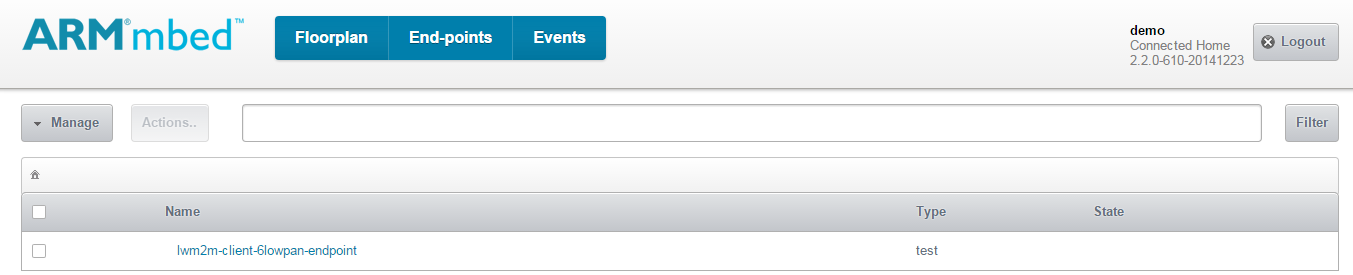 ARM®mbed™
Floorplan End-points Events
demo
Connected Home
2.2.0-610-20141223
Logout
Manage Actions.. Filter
Name Type State
lwm2m-client-6lowpan-endpoint test